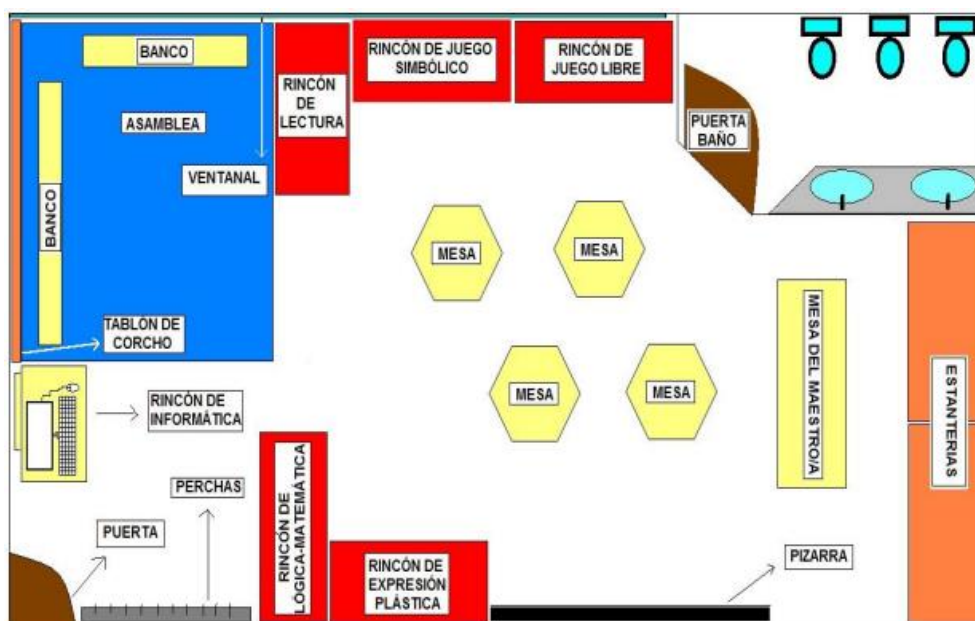 BANCO
RINCÓN DE JUEGO
SIMBÓLICO
RINCÓN DE
JUEGO LIBRE
RINCÓN
DE
LECTURA
ASAMBLEA
PUERTA
BAÑO
VENTANAL
BANCO
MESA
MESA
TABLÓN DE
CORCHO
MESA
MESA
MESA DEL MAESTRO/A
ESTANTERIAS
RINCÓN DE
INFORMÁTICA
PERCHAS
RINCÓN DE
LÓGICA-MATEMÁTICA
PUERTA
RINCÓN DE
EXPRESIÓN
PLÁSTICA
PIZARRA